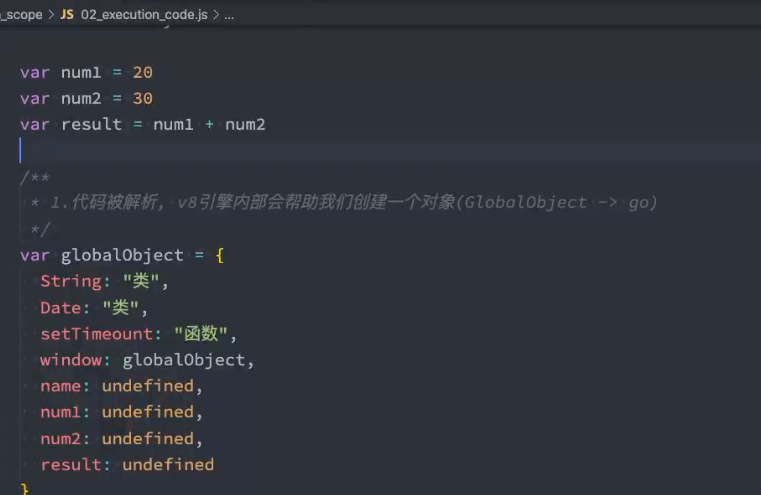 _scope > JS 02_execution_code.js > ...
var num1 = 20
var num2 = 30
var result = num1 + num2
/**
 * 1.代码被解析, v8引擎内部会帮助我们创建一个对象(GlobalObject -> go)
 */
var globalObject = {
  String: "类",
  Date: "类",
  setTimeount: "函数",
  window: globalObject,
  name: undefined,
  num1: undefined,
  num2: undefined,
  result: undefined
}